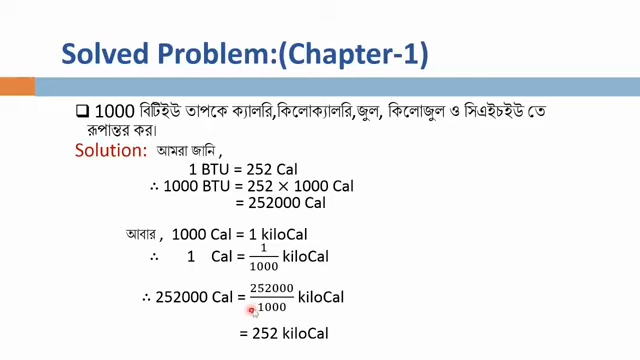 Solved Problem:(Chapter-1)
❑ 1000 বিটিইউ তাপকে ক্যালরি,কিলোক্যালরি,জুল, কিলোজুল ও সিএইচইউ তে
রূপান্তর কর।
Solution: আমরা জানি ,
1 BTU = 252 Cal
∴ 1000 BTU = 252 × 1000 Cal
= 252000 Cal
আবার , 1000 Cal = 1 kiloCal
∴ 1 Cal = 1/1000 kiloCal
∴ 252000 Cal = 252000/1000 kiloCal
= 252 kiloCal